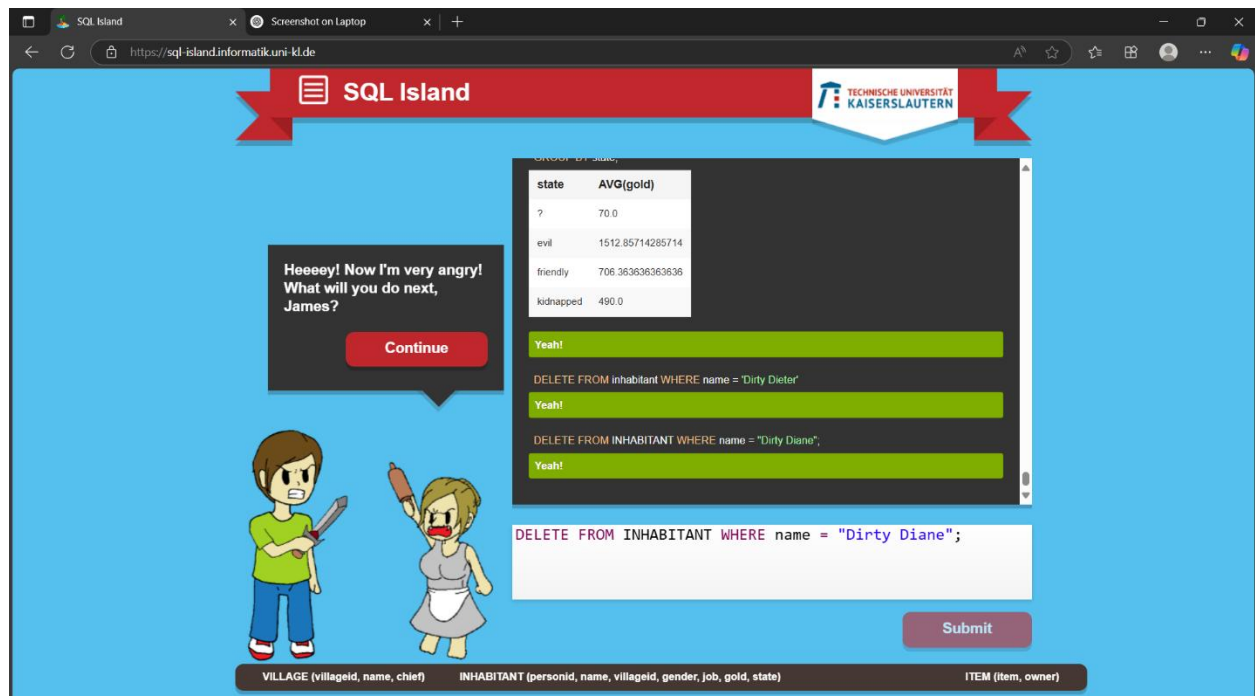 SQL Island
Screenshot on Laptop
https://sql-island.informatik.uni-kl.de
SQL Island
TECHNISCHE UNIVERSITÄT
KAISERSLAUTERN
GROUP BY state;
state AVG(gold)
? 70.0
evil 1512.85714285714
friendly 706.363636363636
kidnapped 490.0
Heeeey! Now I'm very angry!
What will you do next,
James?
Continue
Yeah!
DELETE FROM inhabitant WHERE name = 'Dirty Dieter'
Yeah!
DELETE FROM INHABITANT WHERE name = "Dirty Diane";
Yeah!
DELETE FROM INHABITANT WHERE name = "Dirty Diane";
Submit
VILLAGE (villageid, name, chief) INHABITANT (personid, name, villageid, gender, job, gold, state) ITEM (item, owner)